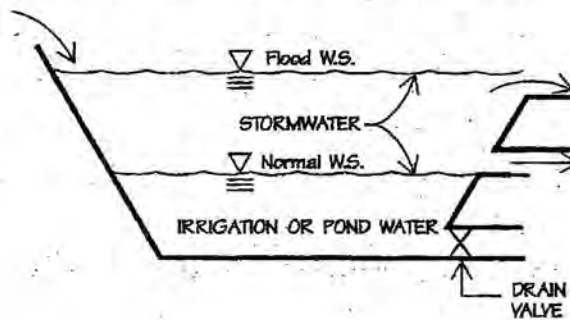 Flood W.S.
STORMWATER
Normal W.S.
IRRIGATION OR POND WATER
DRAIN
VALVE